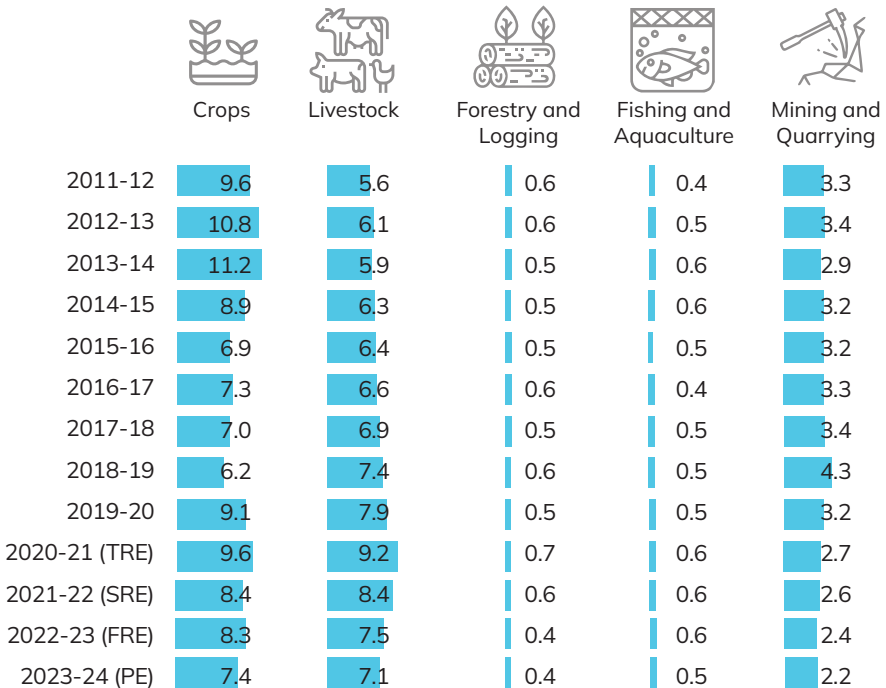 Crops Livestock Forestry and Fishing and Mining and
Logging Aquaculture Quarrying
2011-12 9.6 5.6 0.6 0.4 3.3
2012-13 10.8 6.1 0.6 0.5 3.4
2013-14 11.2 5.9 0.5 0.6 2.9
2014-15 8.9 6.3 0.5 0.6 3.2
2015-16 6.9 6.4 0.5 0.5 3.2
2016-17 7.3 6.6 0.6 0.4 3.3
2017-18 7.0 6.9 0.5 0.5 3.4
2018-19 6.2 7.4 0.6 0.5 4.3
2019-20 9.1 7.9 0.5 0.5 3.2
2020-21 (TRE) 9.6 9.2 0.7 0.6 2.7
2021-22 (SRE) 8.4 8.4 0.6 0.6 2.6
2022-23 (FRE) 8.3 7.5 0.4 0.6 2.4
2023-24 (PE) 7.4 7.1 0.4 0.5 2.2